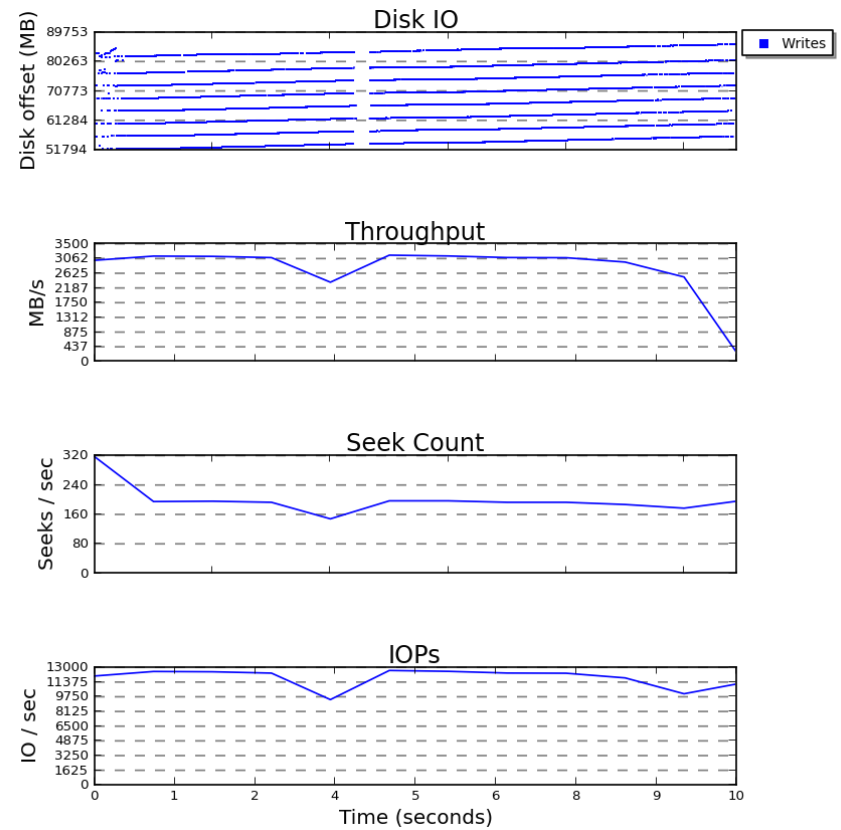 Disk IO
Disk offset (MB)
89753
80263
70773
61284
51794
Writes
Throughput
MB/s
3500
3062
2625
2187
1750
1312
875
437
0
Seek Count
Seeks / sec
320
240
160
80
0
IOPs
IO / sec
13000
11375
9750
8125
6500
4875
3250
1625
0
0 1 2 4 5 6 8 9 10
Time (seconds)